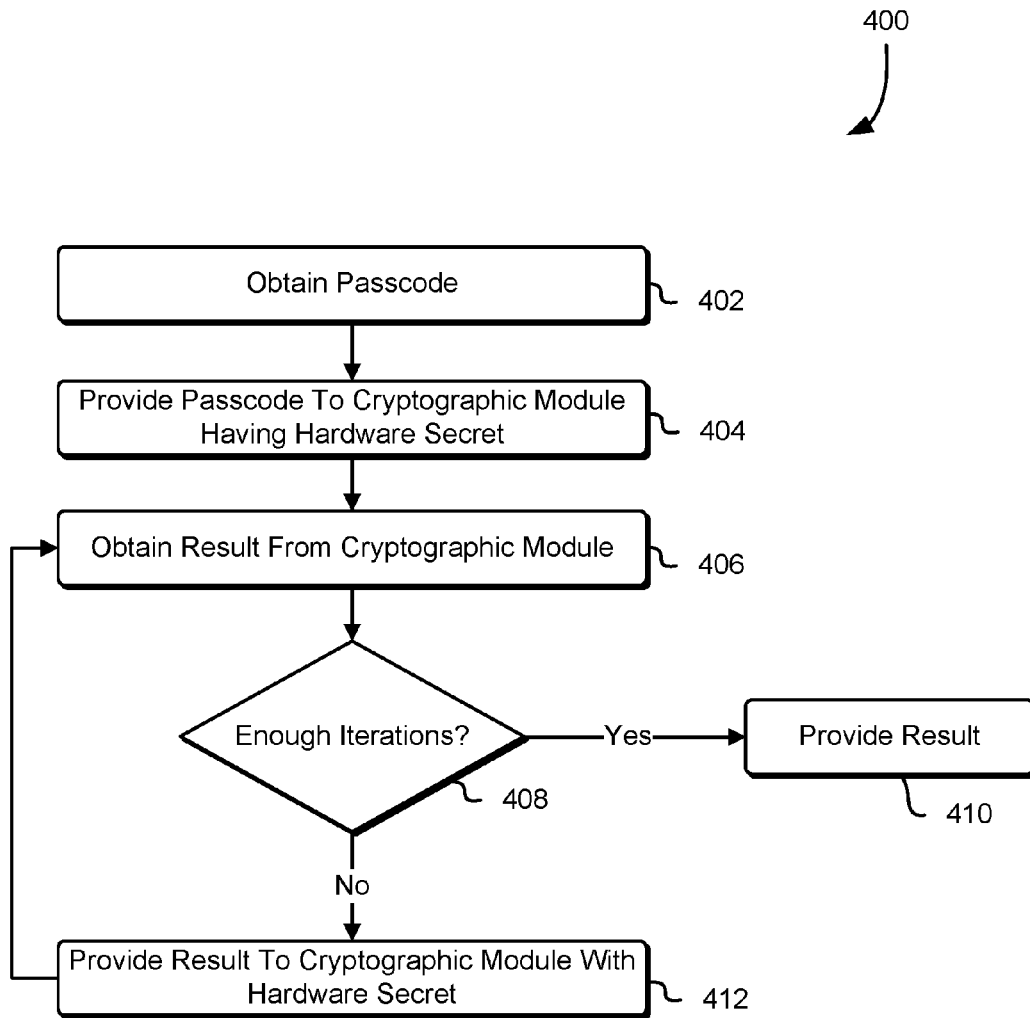 400
Obtain Passcode
402
Provide Passcode To Cryptographic Module
Having Hardware Secret
404
Obtain Result From Cryptographic Module
406
Enough Iterations?
408
Yes
Provide Result
410
No
Provide Result To Cryptographic Module With
Hardware Secret
412